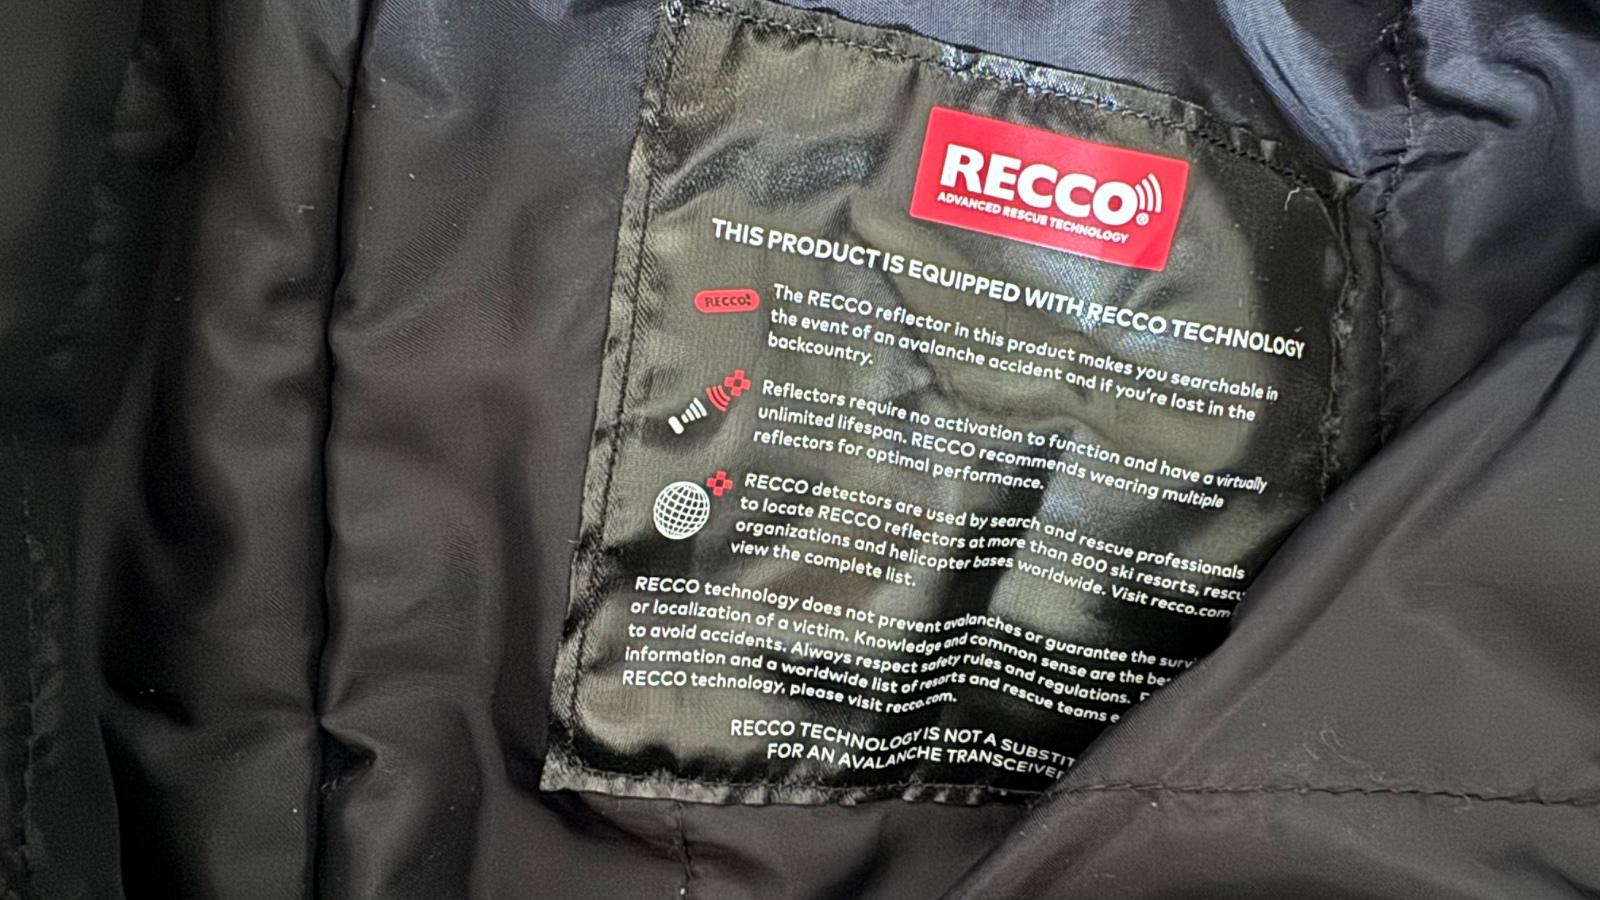 RECCO®
ADVANCED RESCUE TECHNOLOGY
THIS PRODUCT IS EQUIPPED WITH RECCO TECHNOLOGY
RECCO
The RECCO reflector in this product makes you searchable in
the event of an avalanche accident and if you're lost in the
backcountry.
Reflectors require no activation to function and have a virtually
unlimited lifespan. RECCO recommends wearing multiple
reflectors for optimal performance.
RECCO detectors are used by search and rescue professionals
to locate RECCO reflectors at more than 800 ski resorts,
organizations and helicopter bases worldwide. Visit recco.com
view the complete list.
RECCO technology does not prevent avalanches or guarantee the
or localization of a victim. Knowledge and common sense are the
to avoid accidents. Always respect safety rules and regulations.
information and a worldwide list of resorts and rescue teams
RECCO technology, please visit recco.com.
RECCO TECHNOLOGY IS NOT A
FOR AN AVALANCHE